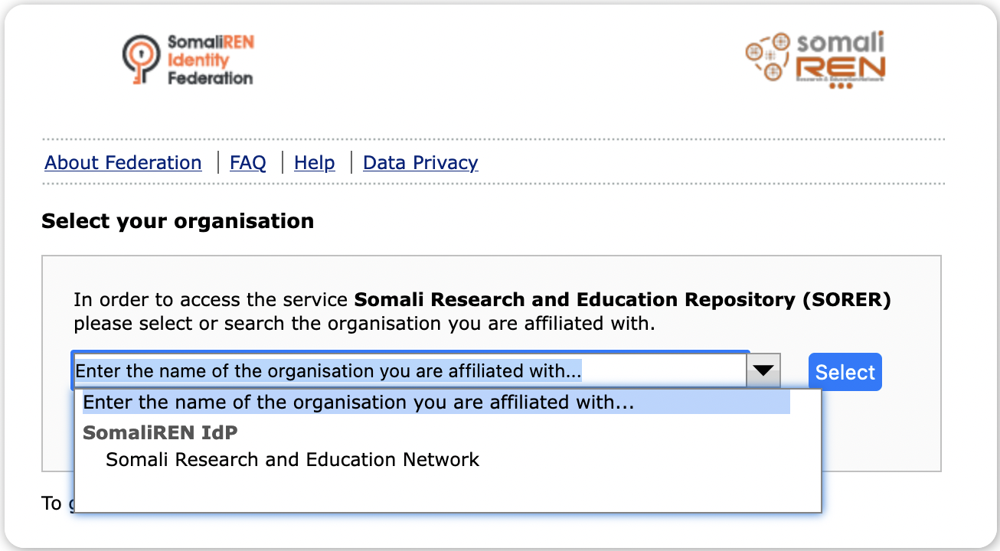 SomaliREN
Identity
Federation
somali
REN
Research & Education Network
About Federation FAQ Help Data Privacy
Select your organisation
In order to access the service Somali Research and Education Repository (SORER)
please select or search the organisation you are affiliated with.
Enter the name of the organisation you are affiliated with...
Select
Enter the name of the organisation you are affiliated with...
SomaliREN IdP
Somali Research and Education Network
To